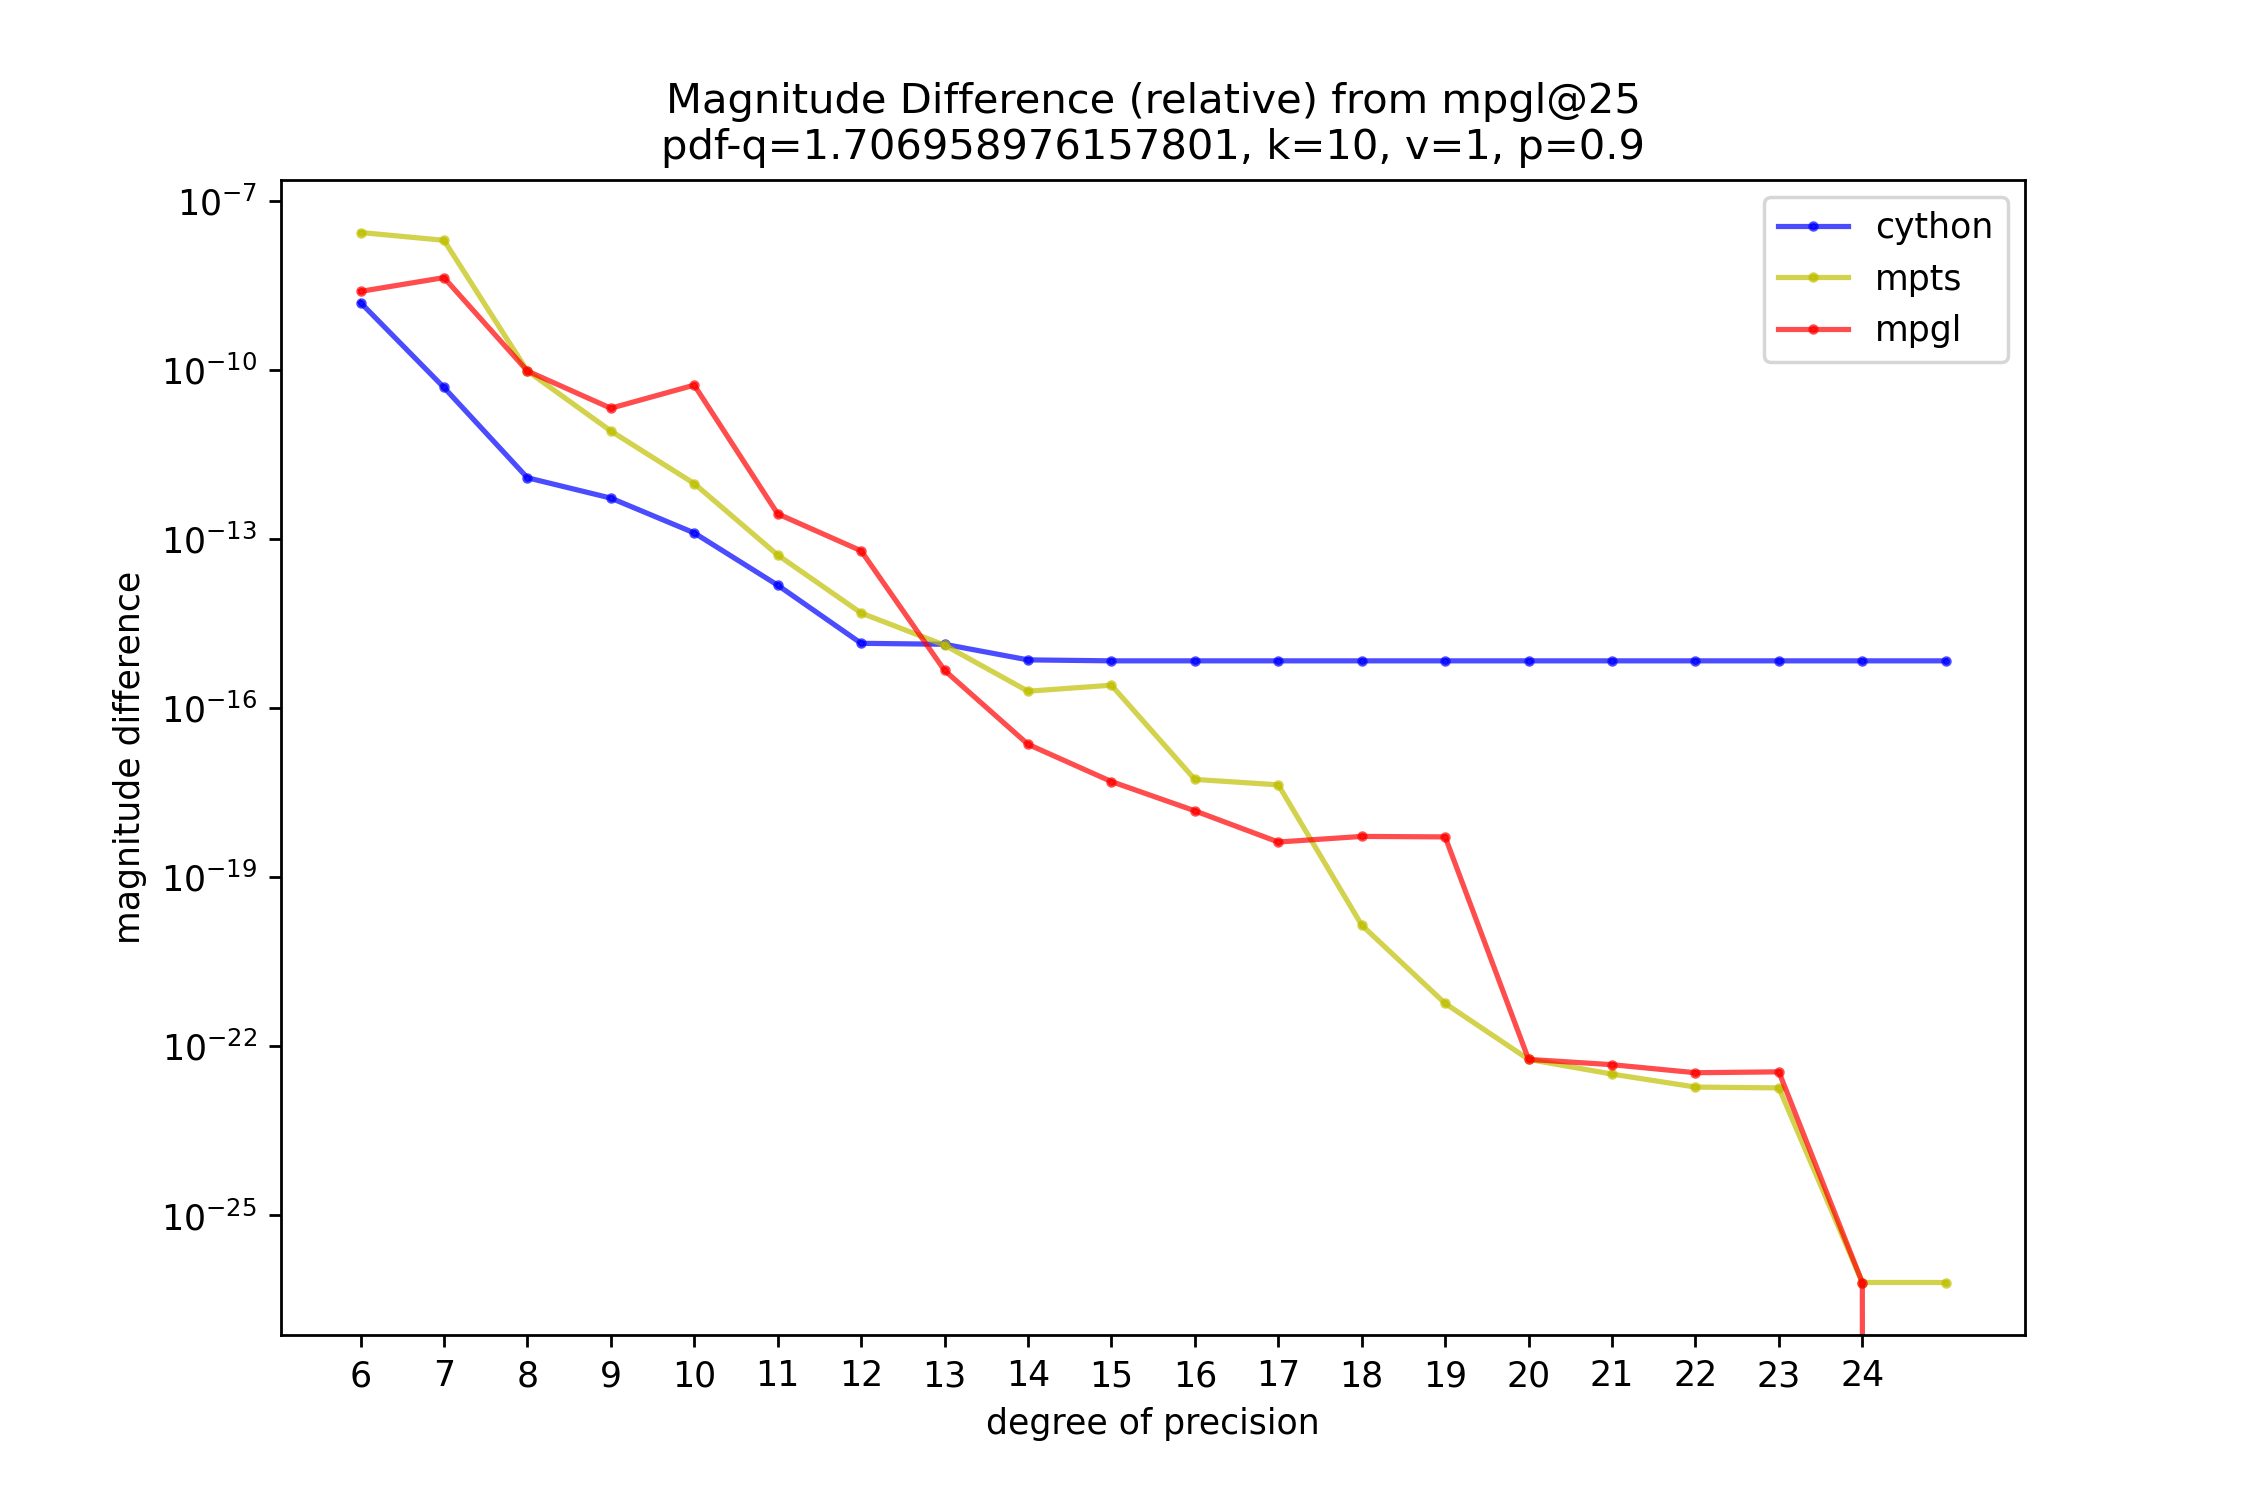 Magnitude Difference (relative) from mpgl@25
pdf-q=1.706958976157801, k=10, v=1, p=0.9
cython
mpts
mpgl
magnitude difference
10⁻⁷
10⁻¹⁰
10⁻¹³
10⁻¹⁶
10⁻¹⁹
10⁻²²
10⁻²⁵
6 7 8 9 10 11 12 13 14 15 16 17 18 19 20 21 22 23 24
degree of precision